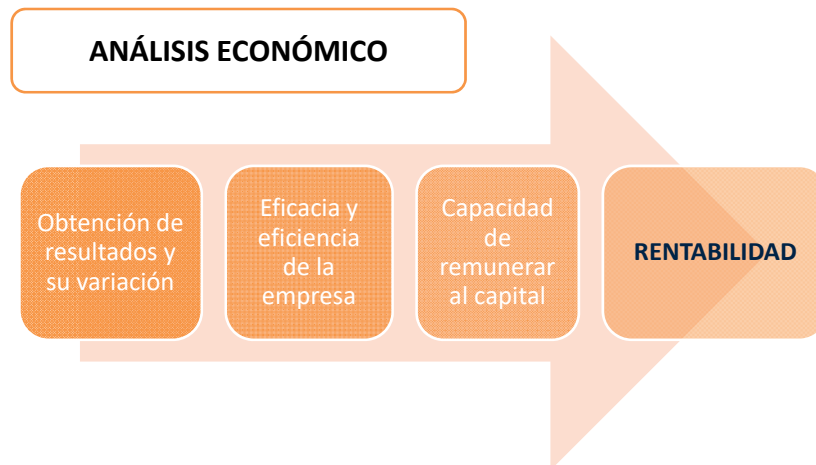 ANÁLISIS ECONÓMICO
Obtención de
resultados y
su variación
Eficacia y
eficiencia
de la
empresa
Capacidad
de
remunerar
al capital
RENTABILIDAD